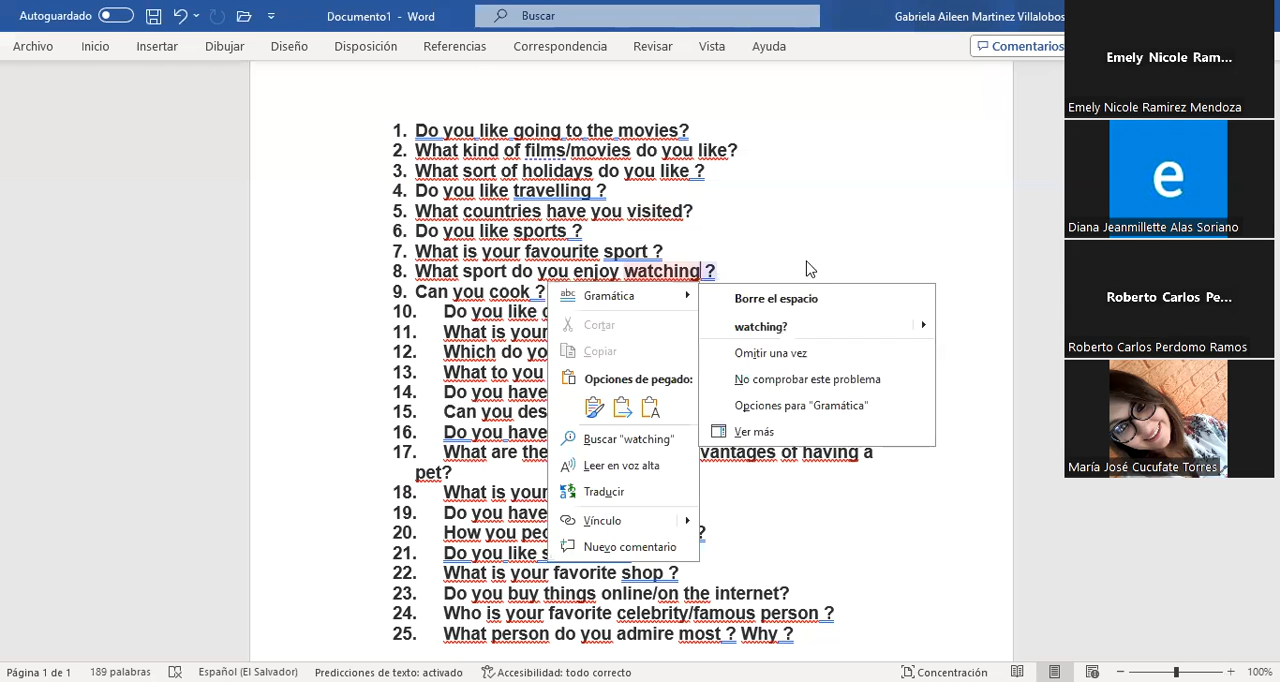 Autoguardado
Documento1 - Word
Buscar
Gabriela Aileen Martinez Villalobos
Archivo Inicio Insertar Dibujar Diseño Disposición Referencias Correspondencia Revisar Vista Ayuda
Comentarios
1. Do you like going to the movies?
2. What kind of films/movies do you like?
3. What sort of holidays do you like ?
4. Do you like travelling ?
5. What countries have you visited?
6. Do you like sports ?
7. What is your favourite sport ?
8. What sport do you enjoy watching ?
9. Can you cook ?
10. Do you like
11. What is your
12. Which do
13. What to you
14. Do you have
15. Can you
16. Do you have
17. What are the vantages of having a
pet?
18. What is your
19. Do you have
20. How you ?
21. Do you like
22. What is your favorite shop ?
23. Do you buy things online/on the internet?
24. Who is your favorite celebrity/famous person ?
25. What person do you admire most ? Why ?
abc Gramática
Cortar
Copiar
Opciones de pegado:
Buscar "watching"
Leer en voz alta
Traducir
Vínculo
Nuevo comentario
Borre el espacio
watching?
Omitir una vez
No comprobar este problema
Opciones para "Gramática"
Ver más
Emely Nicole Ram...
Emely Nicole Ramirez Mendoza
e
Diana Jeanmillette Alas Soriano
Roberto Carlos Pe...
Roberto Carlos Perdomo Ramos
María José Cucufate Torres
Página 1 de 1 189 palabras Español (El Salvador) Predicciones de texto: activado Accesibilidad: todo correcto Concentración 100%